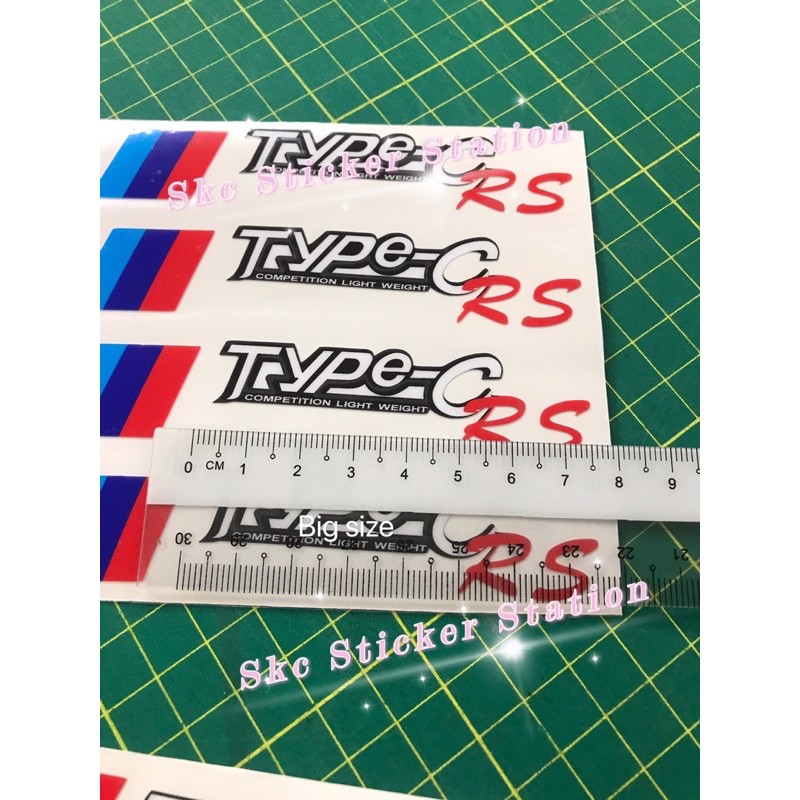 TYPe-C
Skc Sticker Station
RS
TYPe-C
COMPETITION LIGHT WEIGHT
RS
TYPe-C
COMPETITION LIGHT WEIGHT
RS
0 CM 1 2 3 4 5 6 7 8 9
Big size
TYPe-C
COMPETITION LIGHT WEIGHT
RS
30 25 24 23 22 21
Skc Sticker Station